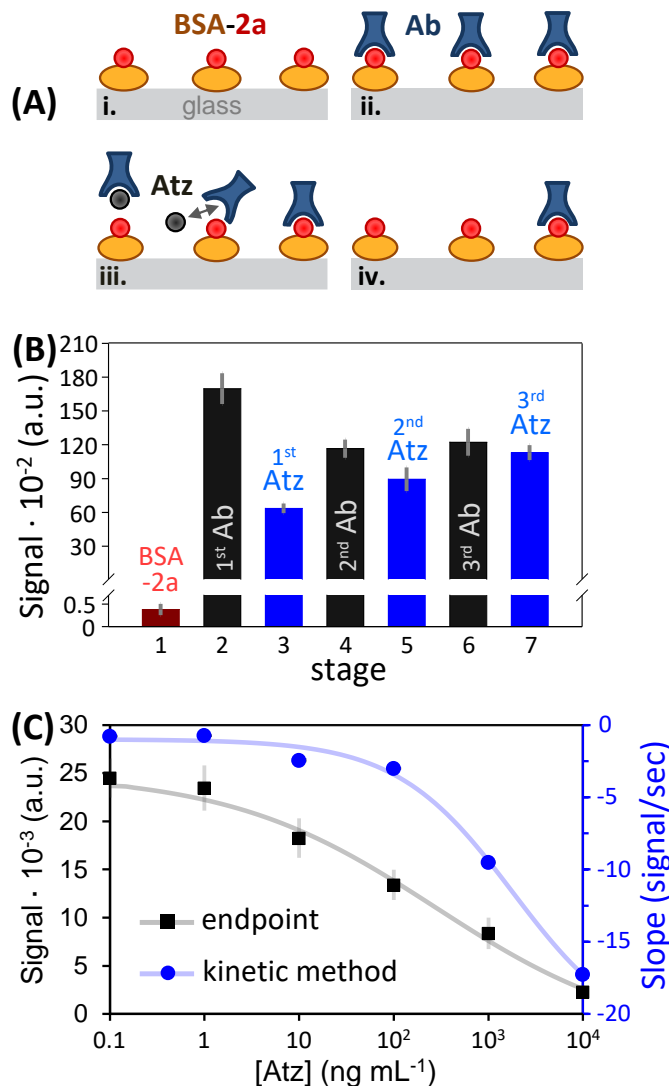 (A)
BSA-2a
i.
glass
Ab
ii.
Atz
iii.
iv.
(B)
Signal · 10⁻² (a.u.)
210
180
150
120
90
60
30
0.5
0
BSA
-2a
1ˢᵗ Ab
1ˢᵗ
Atz
2ⁿᵈ Ab
2ⁿᵈ
Atz
3ʳᵈ Ab
3ʳᵈ
Atz
1 2 3 4 5 6 7
stage
(C)
Signal · 10⁻³ (a.u.)
30
25
20
15
10
5
0
endpoint
kinetic method
0
-5
-10
-15
-20
Slope (signal/sec)
0.1 1 10 10² 10³ 10⁴
[Atz] (ng mL⁻¹)